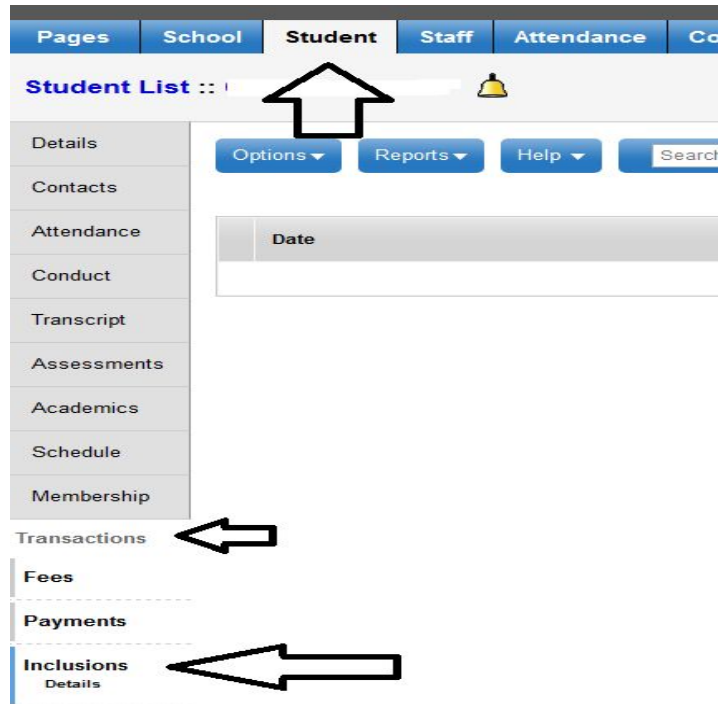 Pages School Student Staff Attendance Co
Student List ::
Details
Options Reports Help Search
Contacts
Attendance
Date
Conduct
Transcript
Assessments
Academics
Schedule
Membership
Transactions
Fees
Payments
Inclusions
Details